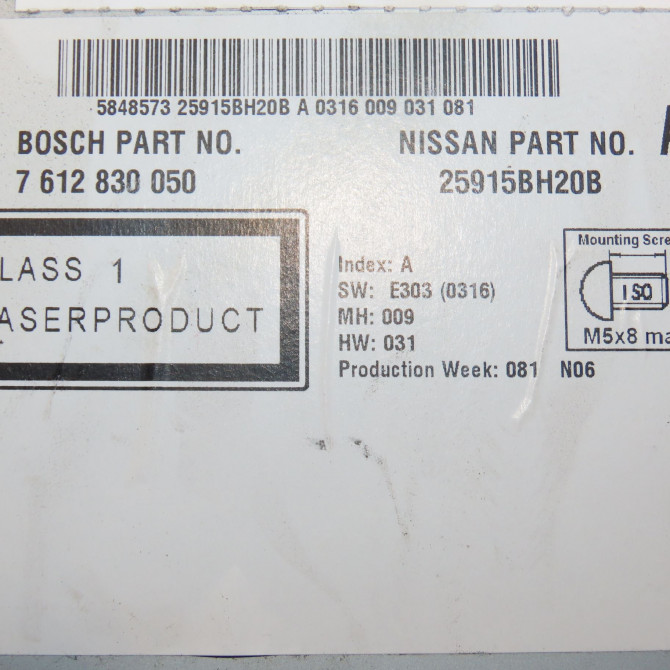 5848573 25915BH20B A 0316 009 031 081
BOSCH PART NO.
7 612 830 050
NISSAN PART NO.
25915BH20B
LASS 1
ASERPRODUCT
Index: A
SW: E303 (0316)
MH: 009
HW: 031
Production Week: 081 N06
Mounting Scre
ISO
M5x8 ma